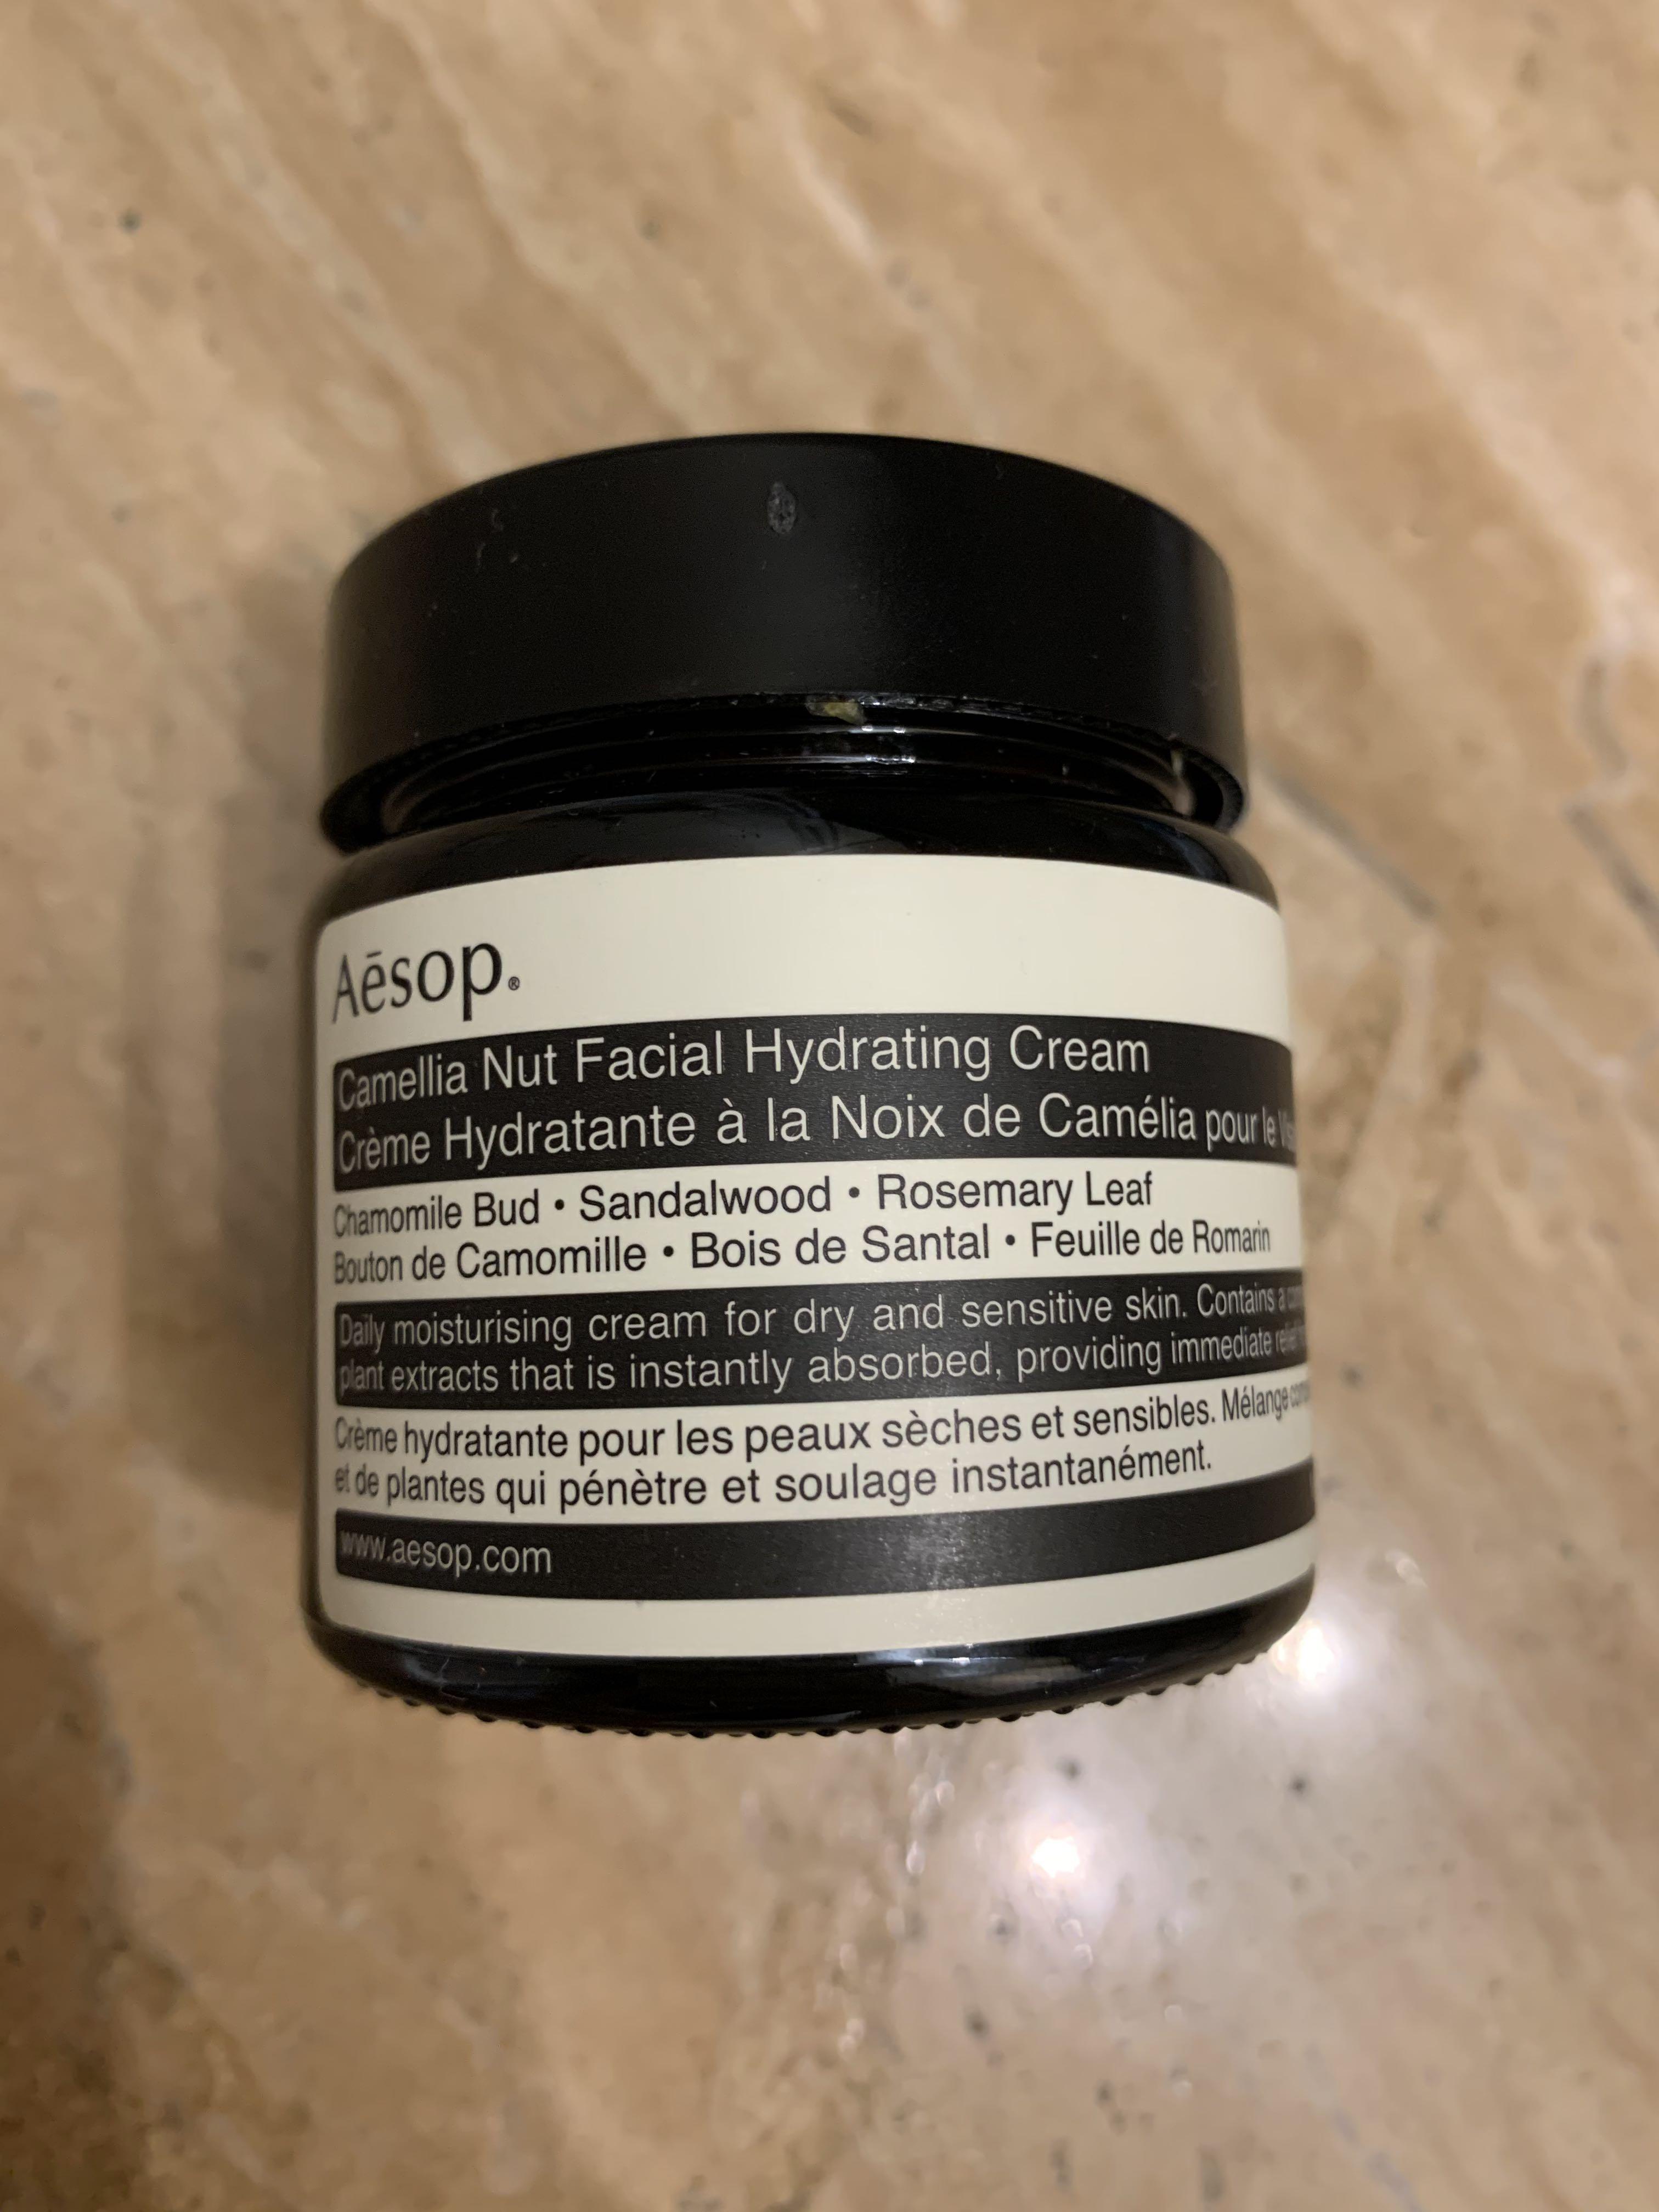 Aēsop.®
Camellia Nut Facial Hydrating Cream
Crème Hydratante à la Noix de Camélia pour le
Chamomile Bud • Sandalwood • Rosemary Leaf
Bouton de Camomille • Bois de Santal • Feuille de Romarin
Daily moisturising cream for dry and sensitive skin. Contains a
plant extracts that is instantly absorbed, providing immediate relief
Crème hydratante pour les peaux sèches et sensibles. Mélange
et de plantes qui pénètre et soulage instantanément.
www.aesop.com